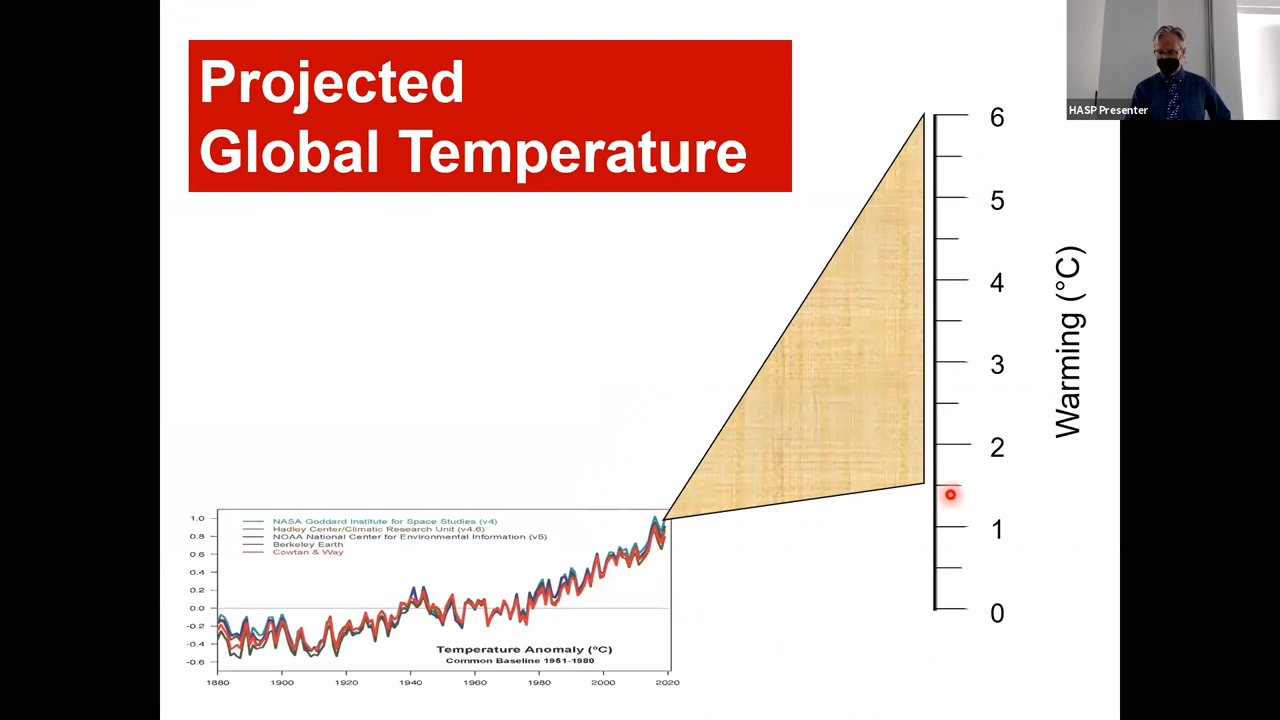 Projected
Global Temperature
HASP Presenter
6
5
4
3
2
1
0
Warming (°C)
1.0
0.8
0.6
0.4
0.2
0.0
-0.2
-0.4
-0.6
NASA Goddard Institute for Space Studies (v4)
Hadley Center/Climatic Research Unit (v4.6)
NOAA National Center for Environmental Information (v5)
Berkeley Earth
Cowtan & Way
Temperature Anomaly (ºC)
Common Baseline 1951-1980
1880 1900 1920 1940 1960 1980 2000 2020